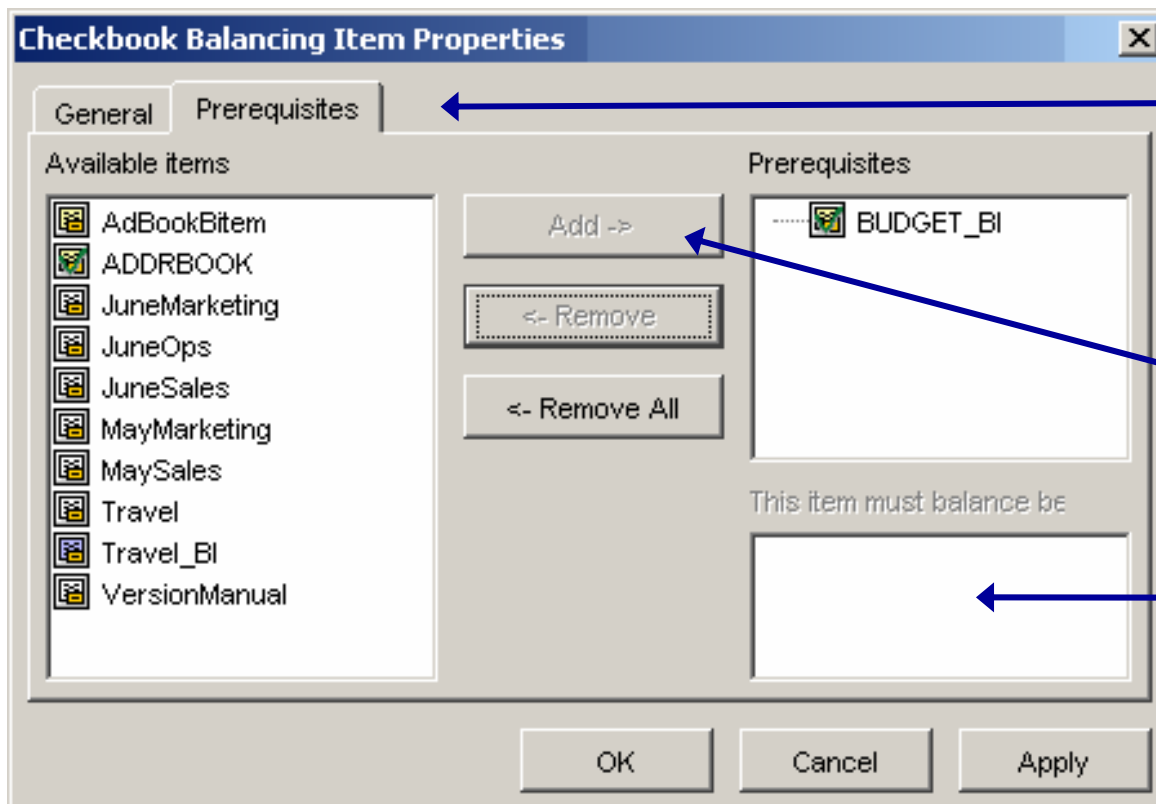 Checkbook Balancing Item Properties
General
Prerequisites
Available items
AdBookBitem
ADDRBOOK
JuneMarketing
JuneOps
JuneSales
MayMarketing
MaySales
Travel
Travel_BI
VersionManual
Add ->
<- Remove
<- Remove All
Prerequisites
BUDGET_BI
This item must balance be
OK
Cancel
Apply